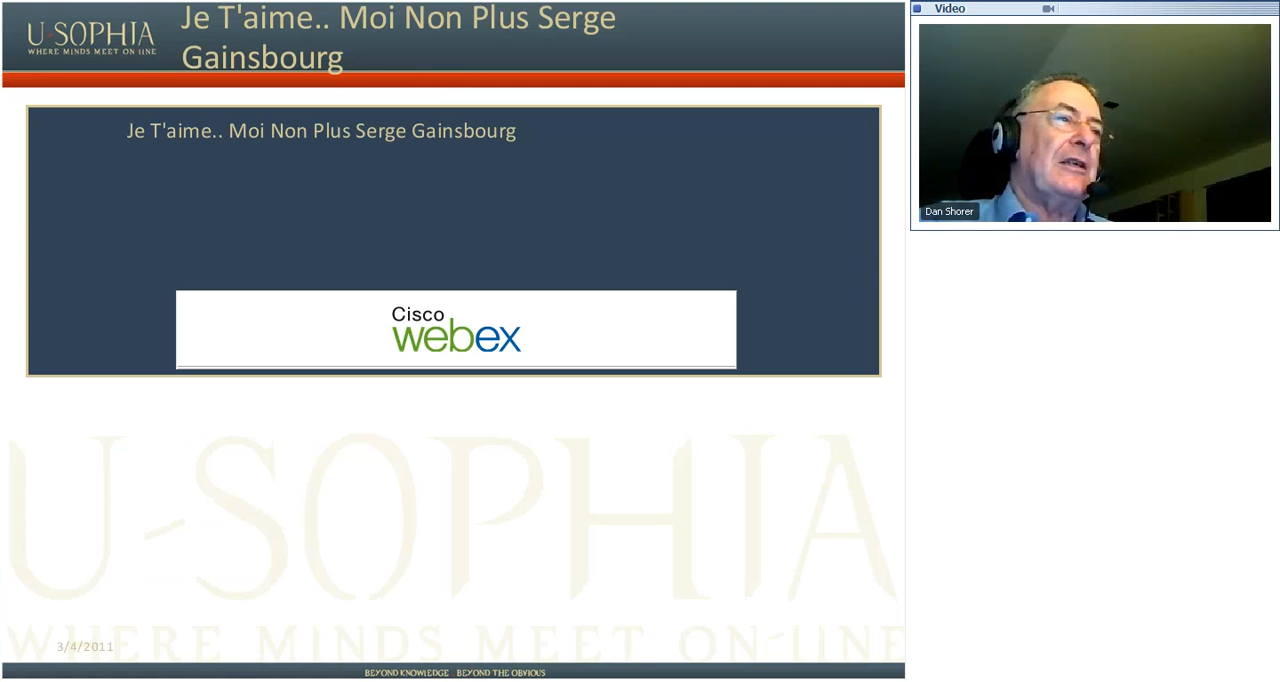 U-SOPHIA
WHERE MINDS MEET ON-LINE
Je T'aime.. Moi Non Plus Serge
Gainsbourg
Video
Je T'aime.. Moi Non Plus Serge Gainsbourg
Dan Shorer
Cisco
webex
U-SOPHIA
WHERE MINDS MEET ON-LINE
3/4/2011
BEYOND KNOWLEDGE BEYOND THE OBVIOUS